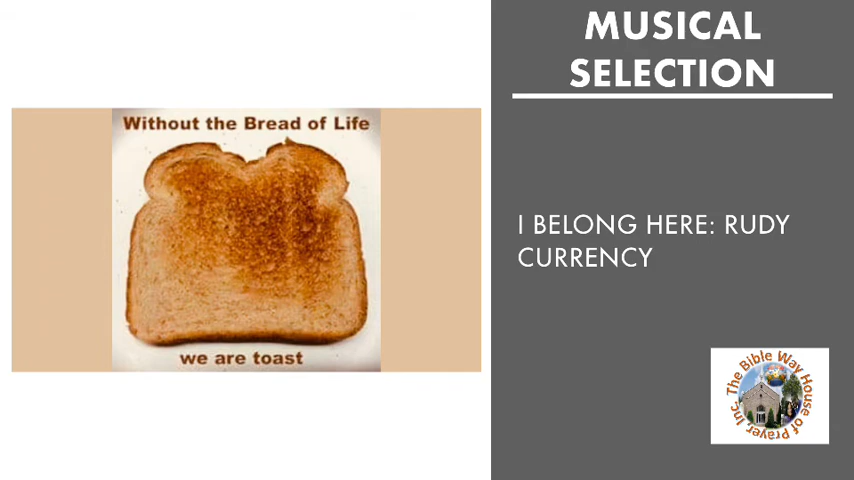 Without the Bread of Life
we are toast
MUSICAL
SELECTION
I BELONG HERE: RUDY
CURRENCY
The Bible Way House of Prayer, Inc.